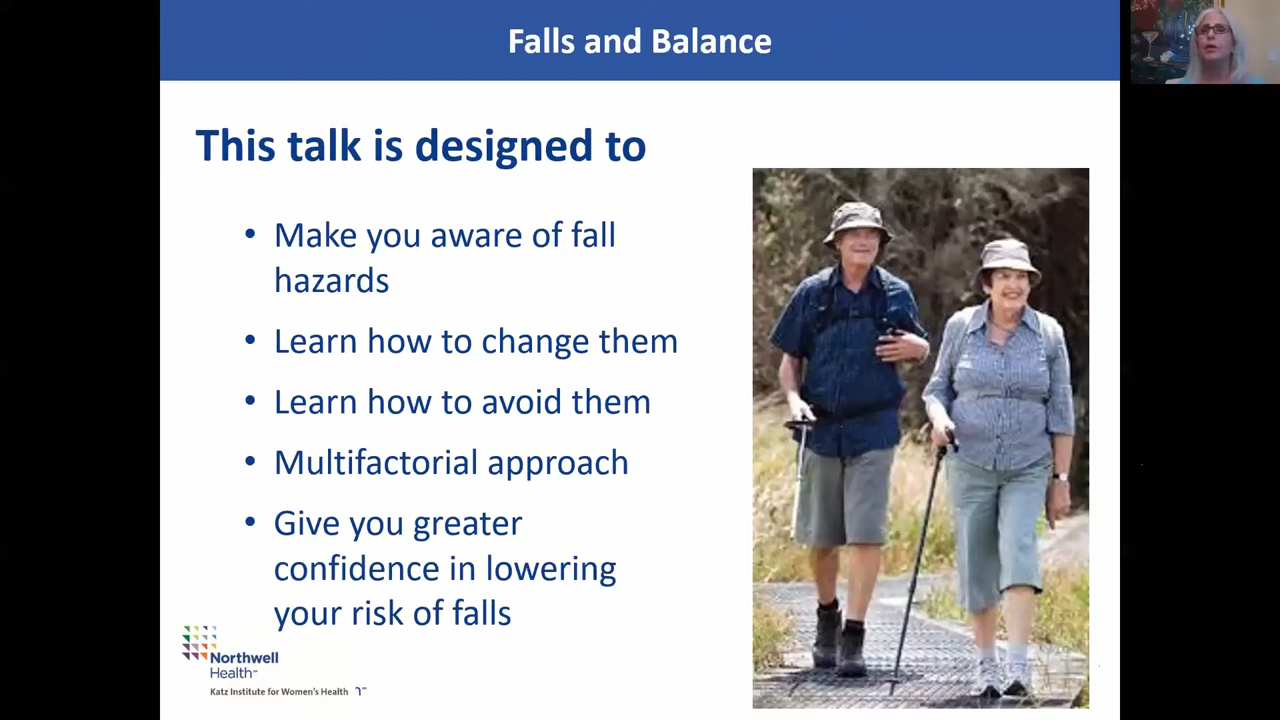 Falls and Balance
This talk is designed to
• Make you aware of fall
hazards
• Learn how to change them
• Learn how to avoid them
• Multifactorial approach
• Give you greater
confidence in lowering
your risk of falls
Northwell
Health℠
Katz Institute for Women's Health